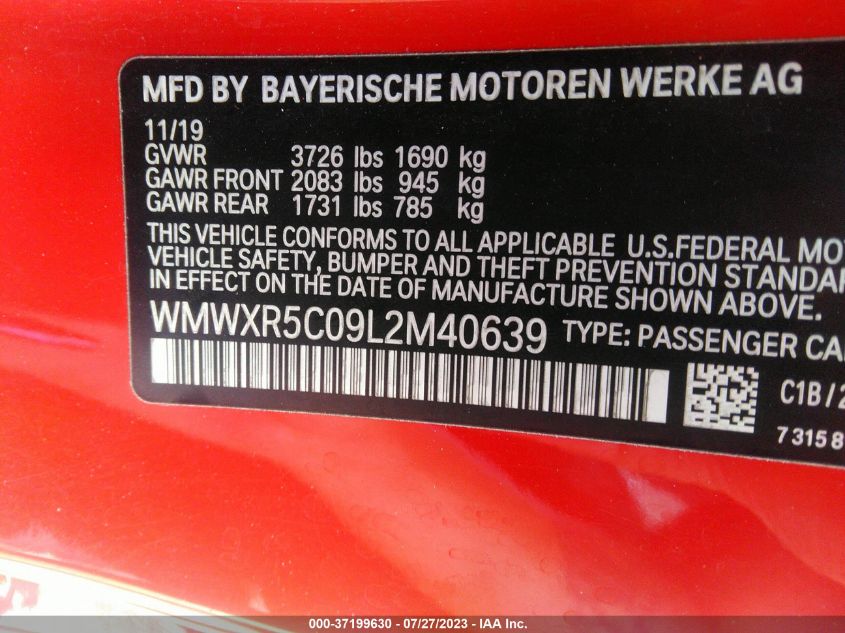 MFD BY BAYERISCHE MOTOREN WERKE AG
11/19
GVWR 3726 lbs 1690 kg
GAWR FRONT 2083 lbs 945 kg
GAWR REAR 1731 lbs 785 kg
THIS VEHICLE CONFORMS TO ALL APPLICABLE U.S.FEDERAL MO
VEHICLE SAFETY, BUMPER AND THEFT PREVENTION STANDAR
IN EFFECT ON THE DATE OF MANUFACTURE SHOWN ABOVE.
WMWXR5C09L2M40639 TYPE: PASSENGER CA
C1B/2
73158
000-37199630 - 07/27/2023 - IAA Inc.